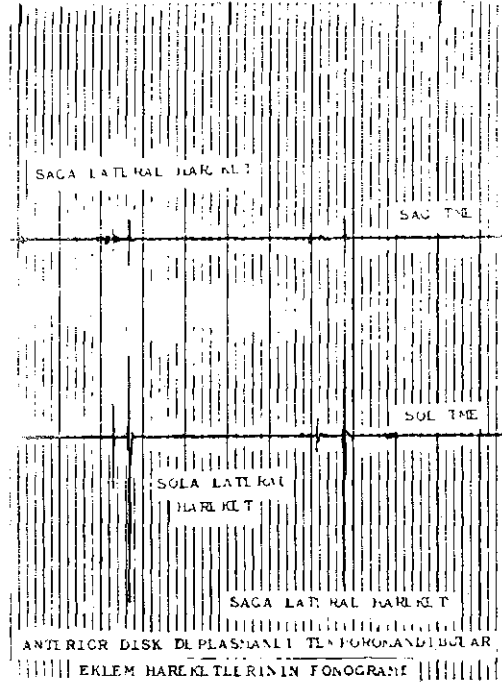 SAGA LATERAL HAREKET
SAG TME
SOL TME
SOLA LATERAL
HAREKET
SAGA LATERAL HAREKET
ANTERIOR DISK DEPLASMANLI TEMPOROMANDIBULAR
EKLEM HAREKETLERININ FONOGRAMI